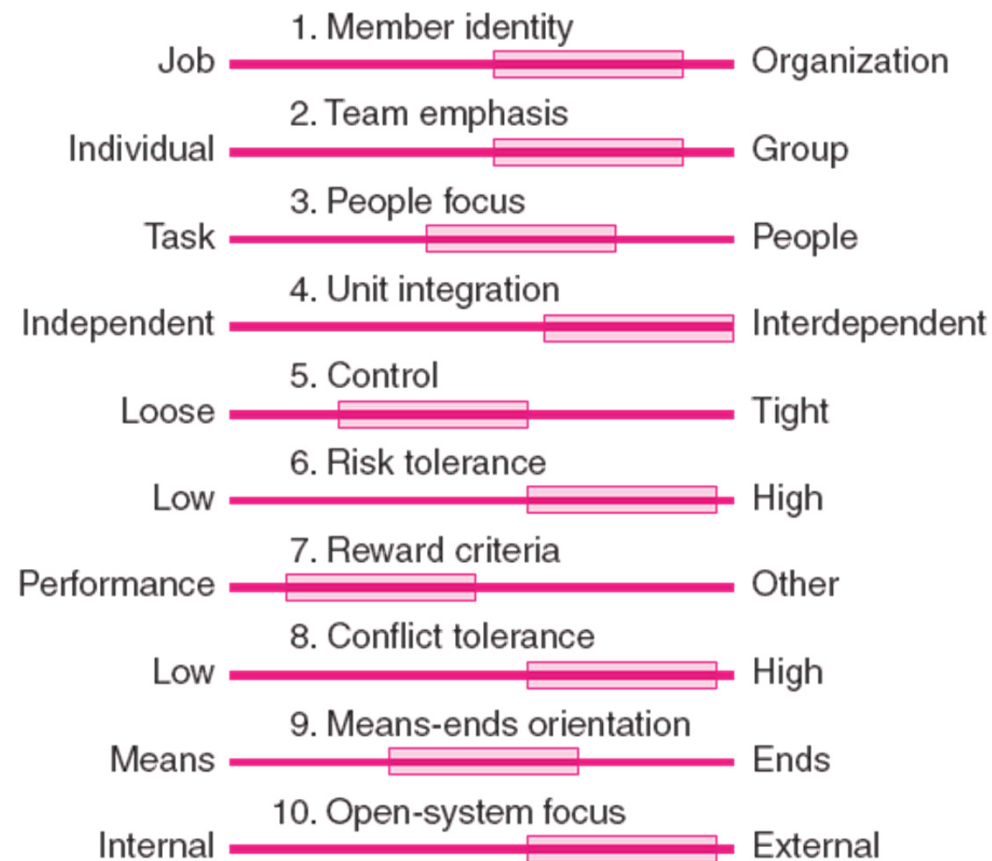 1. Member identity
Job Organization
2. Team emphasis
Individual Group
3. People focus
Task People
4. Unit integration
Independent Interdependent
5. Control
Loose Tight
6. Risk tolerance
Low High
7. Reward criteria
Performance Other
8. Conflict tolerance
Low High
9. Means-ends orientation
Means Ends
10. Open-system focus
Internal External